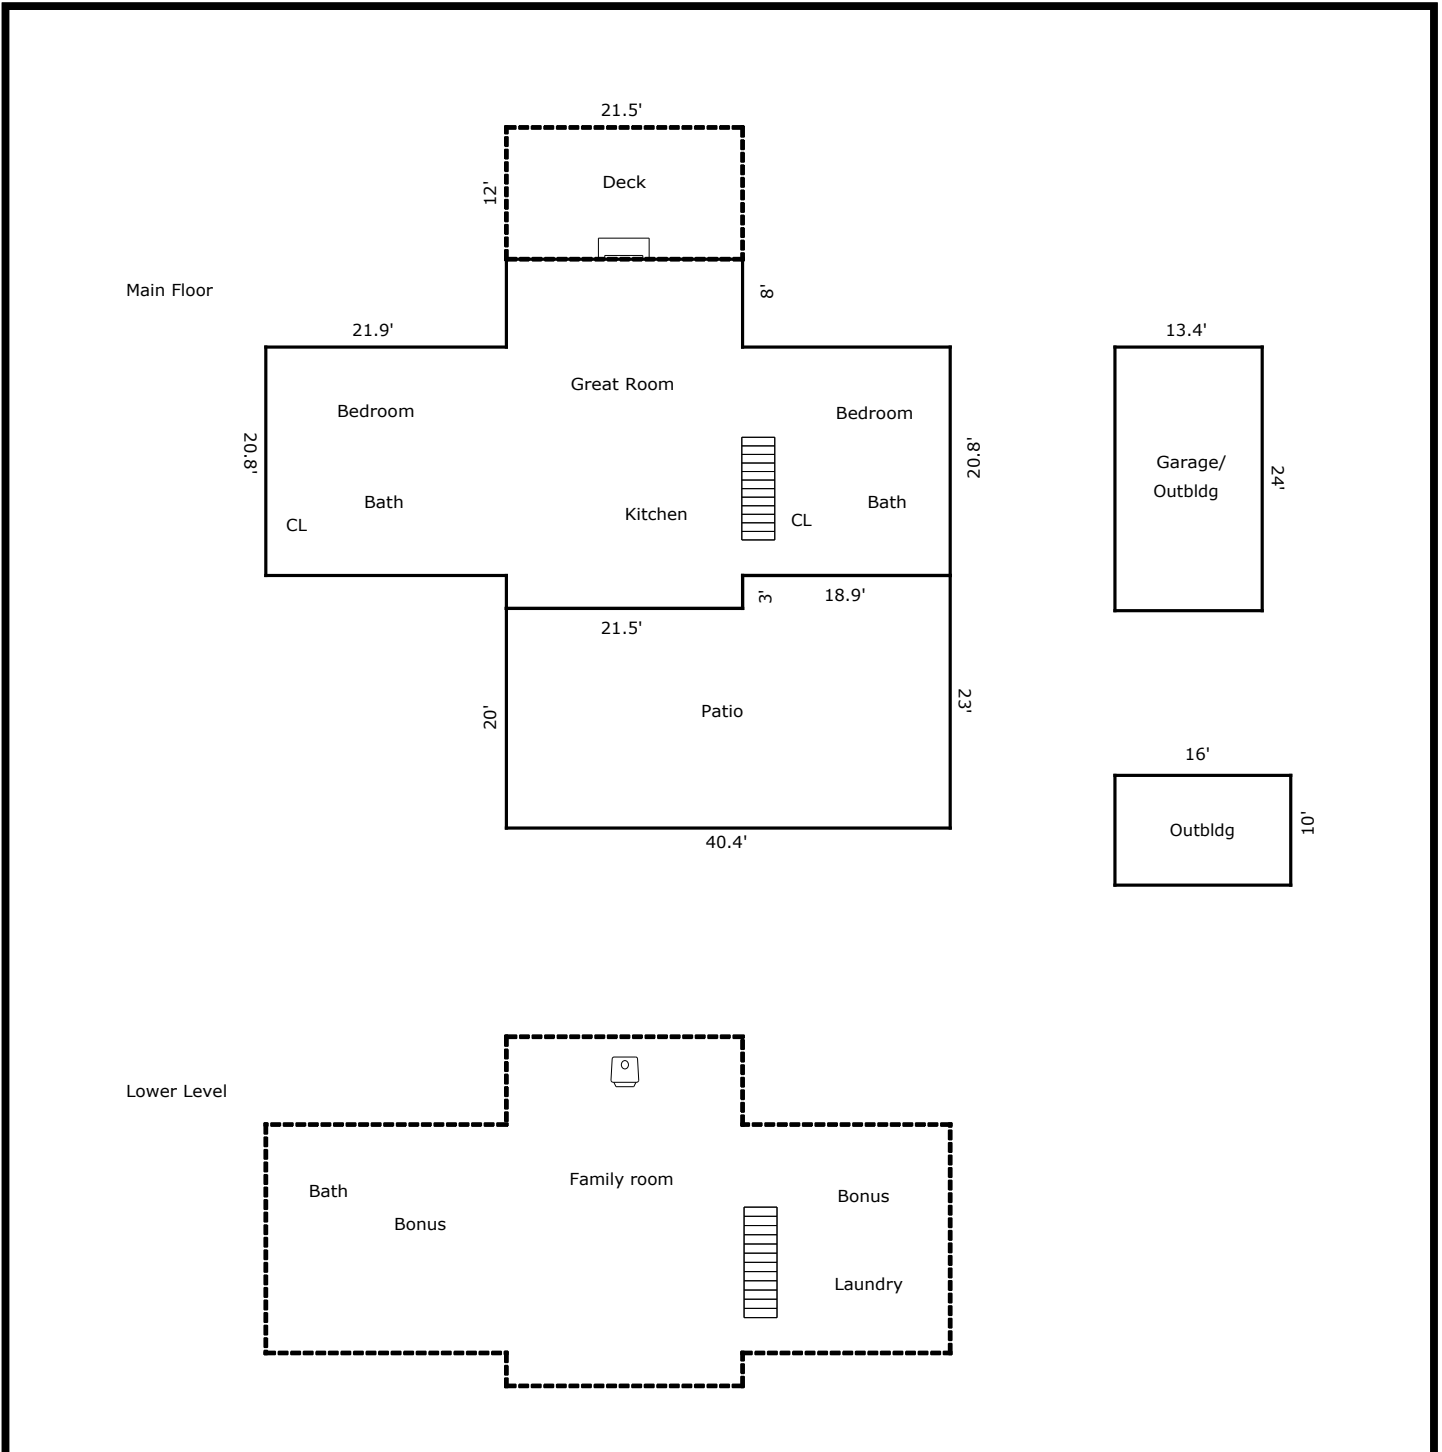 21.5'
Deck
12'
Main Floor
8'
21.9'
13.4'
Great Room
Bedroom
Bedroom
20.8'
20.8'
Garage/
Outbldg
24'
Bath
Kitchen
Bath
CL
CL
3'
18.9'
21.5'
Patio
20'
23'
16'
Outbldg
10'
40.4'
Lower Level
Family room
Bath
Bonus
Bonus
Laundry